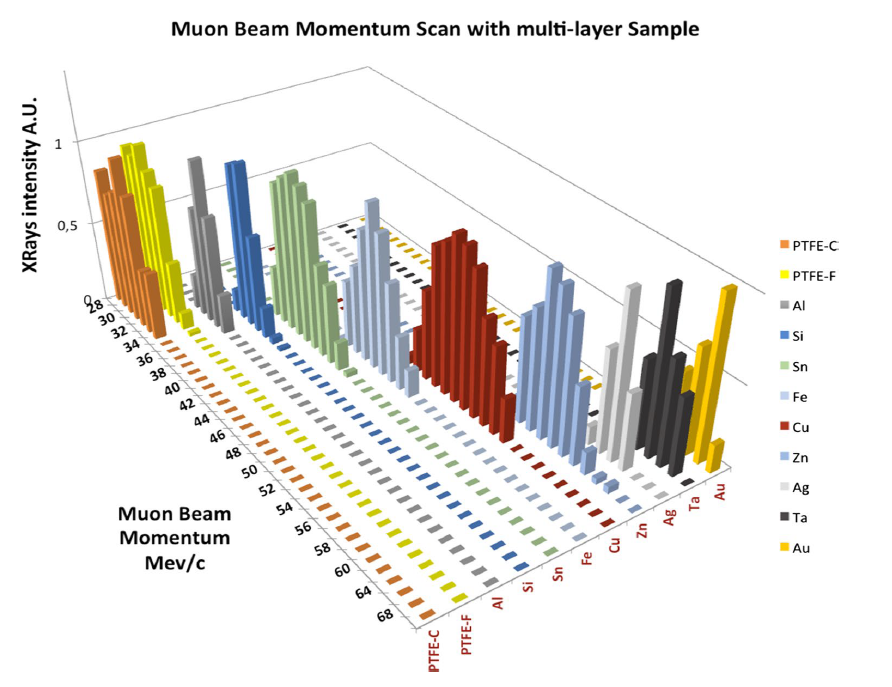 Muon Beam Momentum Scan with multi-layer Sample
XRays intensity A.U.
1
0,5
0
28
30
32
34
36
38
40
42
44
46
48
50
52
54
56
58
60
64
68
Muon Beam
Momentum
Mev/c
PTFE-C
PTFE-F
Al
Si
Sn
Fe
Cu
Zn
Ag
Ta
Au
PTFE-C
PTFE-F
Al
Si
Sn
Fe
Cu
Zn
Ag
Ta
Au